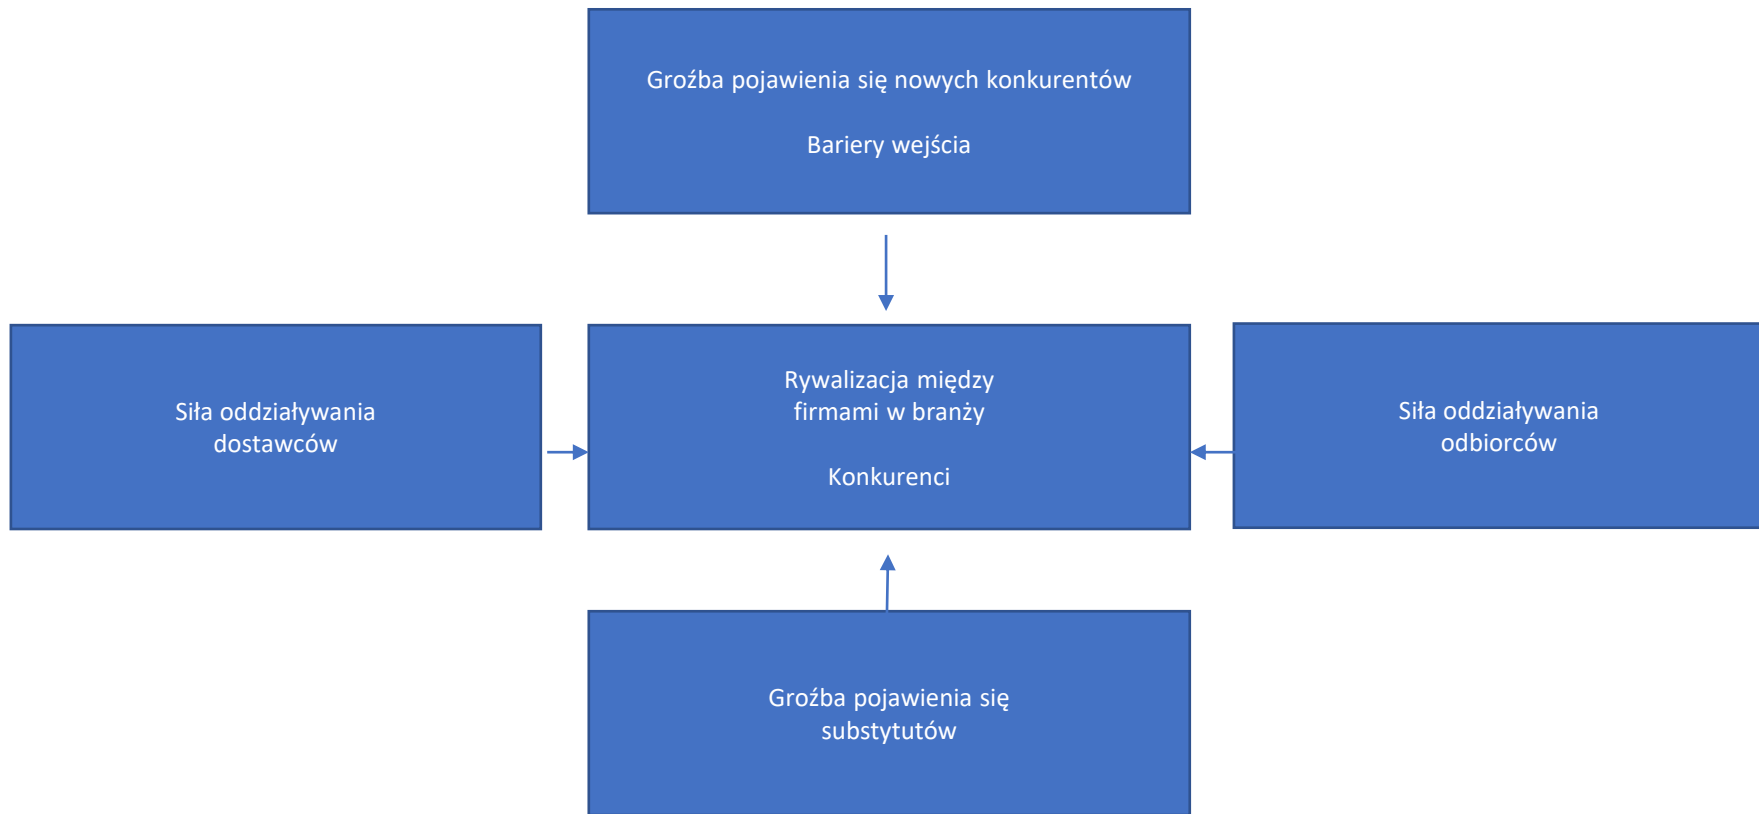 Groźba pojawienia się nowych konkurentów
Bariery wejścia
Siła oddziaływania
dostawców
Rywalizacja między
firmami w branży
Konkurenci
Siła oddziaływania
odbiorców
Groźba pojawienia się
substytutów